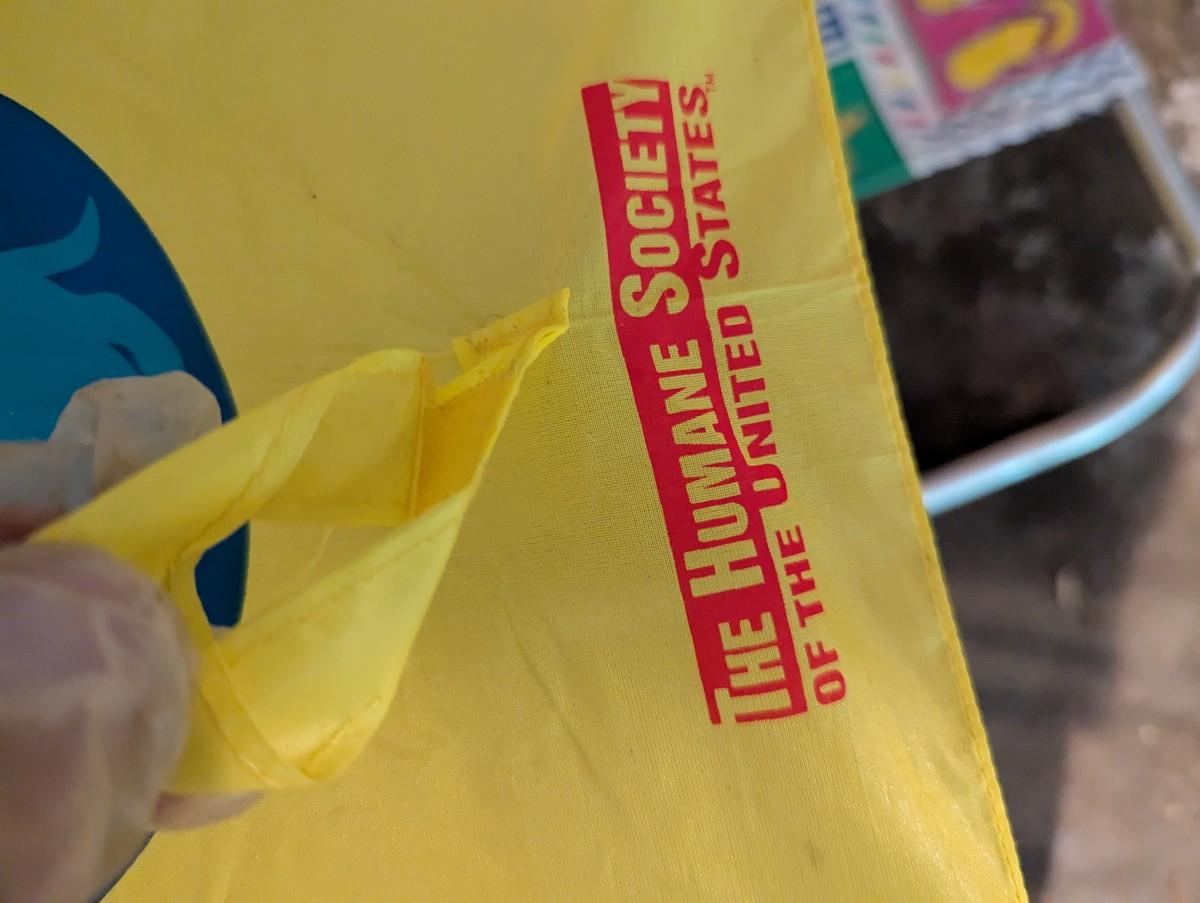 THE HUMANE SOCIETY
OF THE UNITED STATES™